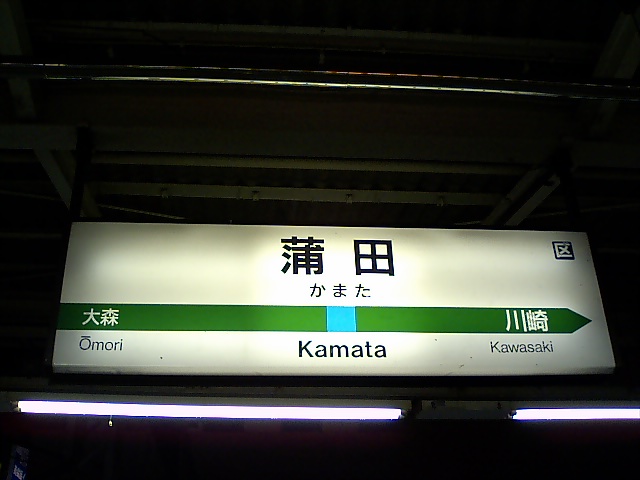 蒲田
区
かまた
大森
川崎
Ōmori
Kamata
Kawasaki